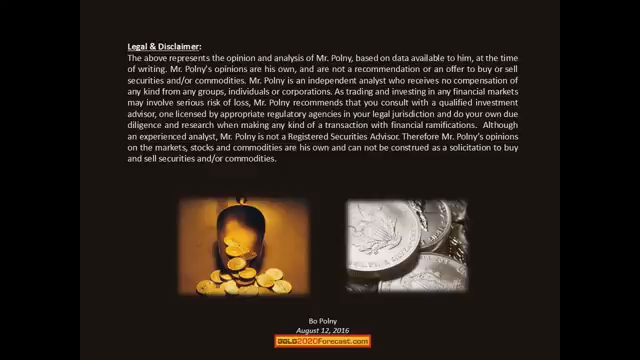 Legal & Disclaimer:
The above represents the opinion and analysis of Mr. Polny, based on data available to him, at the time
of writing. Mr. Polny's opinions are his own, and are not a recommendation or an offer to buy or sell
securities and/or commodities. Mr. Polny is an independent analyst who receives no compensation of
any kind from any groups, individuals or corporations. As trading and investing in any financial markets
may involve serious risk of loss, Mr. Polny recommends that you consult with a qualified investment
advisor, one licensed by appropriate regulatory agencies in your legal jurisdiction and do your own due
diligence and research when making any kind of a transaction with financial ramifications. Although
an experienced analyst, Mr. Polny is not a Registered Securities Advisor. Therefore Mr. Polny's opinions
on the markets, stocks and commodities are his own and can not be construed as a solicitation to buy
and sell securities and/or commodities.
Bo Polny
August 12, 2016
GOLD2020Forecast.com